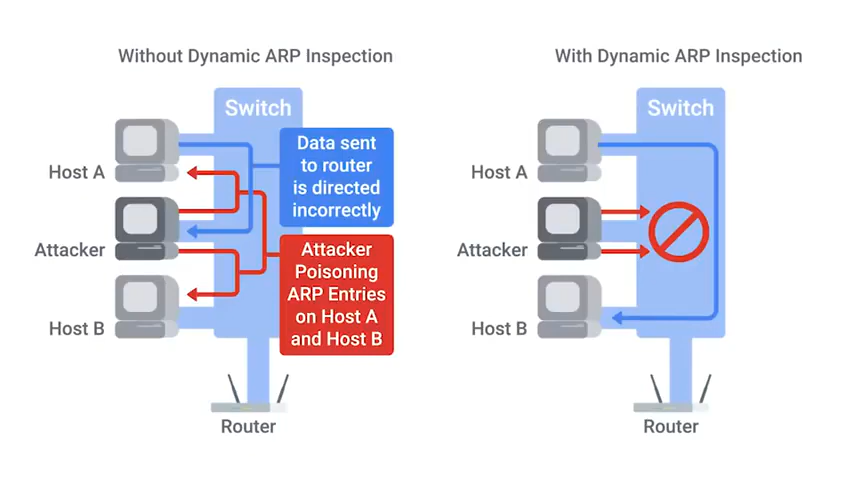 Without Dynamic ARP Inspection
Switch
Host A
Data sent
to router
is directed
incorrectly
Attacker
Attacker
Poisoning
ARP Entries
on Host A
and Host B
Host B
Router
With Dynamic ARP Inspection
Switch
Host A
Attacker
Host B
Router